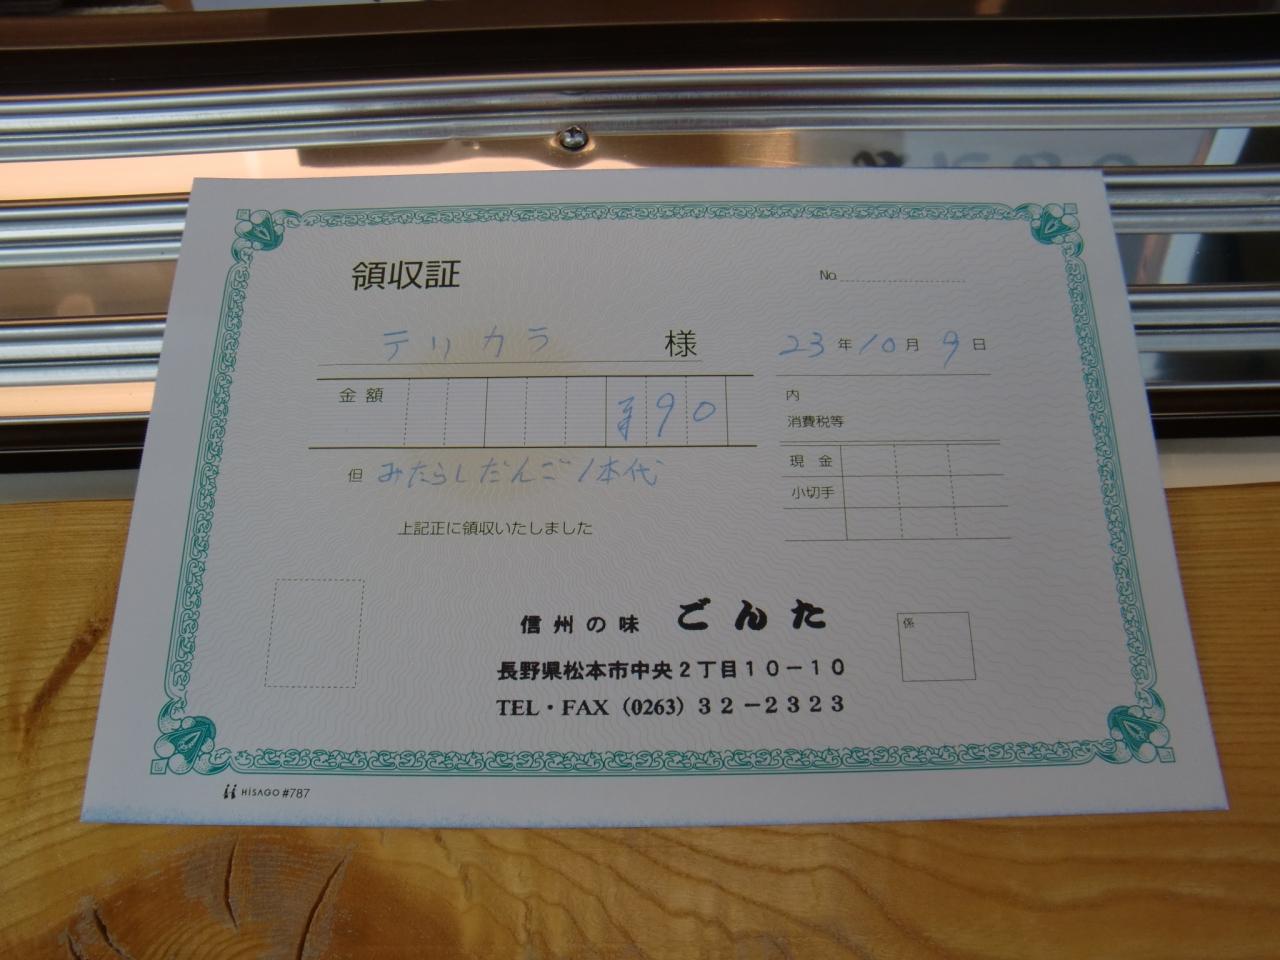 領収証
No.
テリカラ 様
23年10月9日
金額 ¥90
内
消費税等
現金
小切手
但 みたらしだんご1本代
上記正に領収いたしました
信州の味 ごんた
係
長野県松本市中央2丁目10-10
TEL・FAX (0263) 32-2323
HiSAGO #787